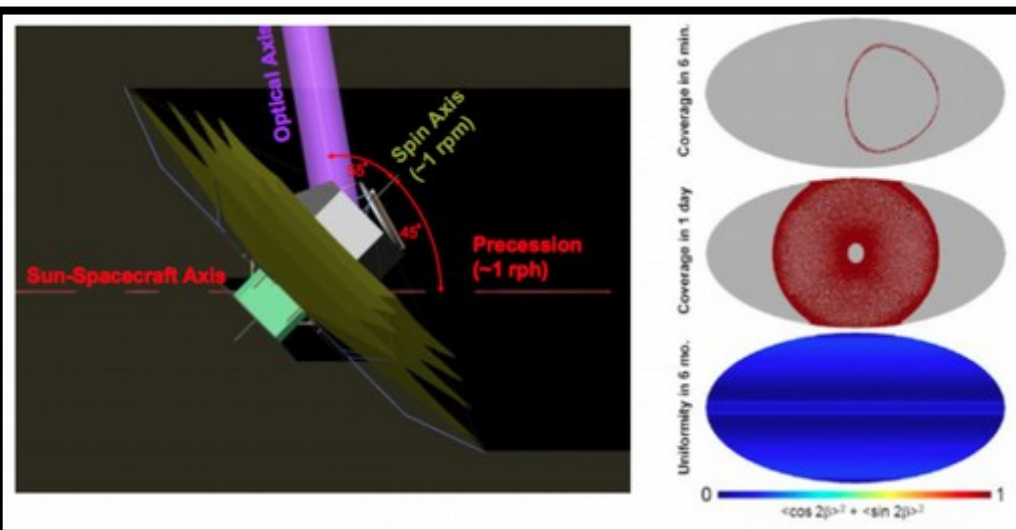 Optical Axis
Spin Axis
(~1 rpm)
55°
45°
Precession
(~1 rph)
Sun-Spacecraft Axis
Coverage in 6 min.
Coverage in 1 day
Uniformity in 6 mo.
0 1
<cos 2β>² + <sin 2β>²